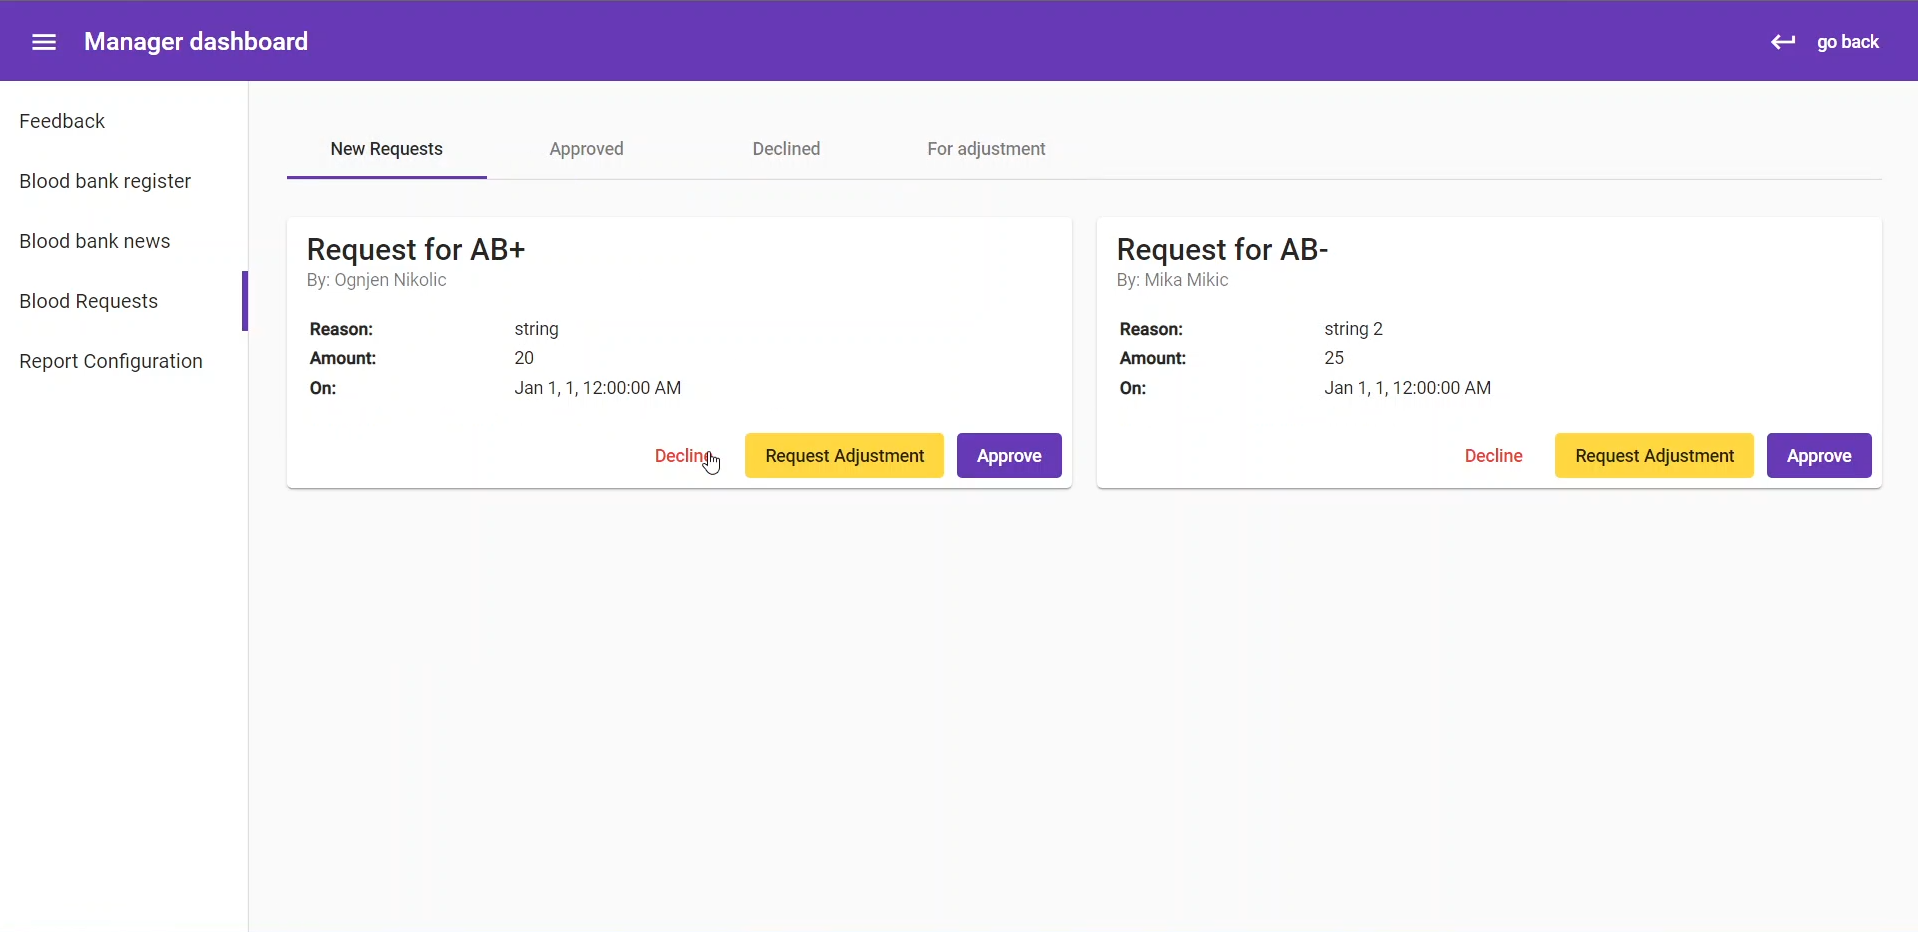 Manager dashboard
go back
Feedback
Blood bank register
Blood bank news
Blood Requests
Report Configuration
New Requests
Approved
Declined
For adjustment
Request for AB+
By: Ognjen Nikolic
Reason: string
Amount: 20
On: Jan 1, 1, 12:00:00 AM
Decline
Request Adjustment
Approve
Request for AB-
By: Mika Mikic
Reason: string 2
Amount: 25
On: Jan 1, 1, 12:00:00 AM
Decline
Request Adjustment
Approve